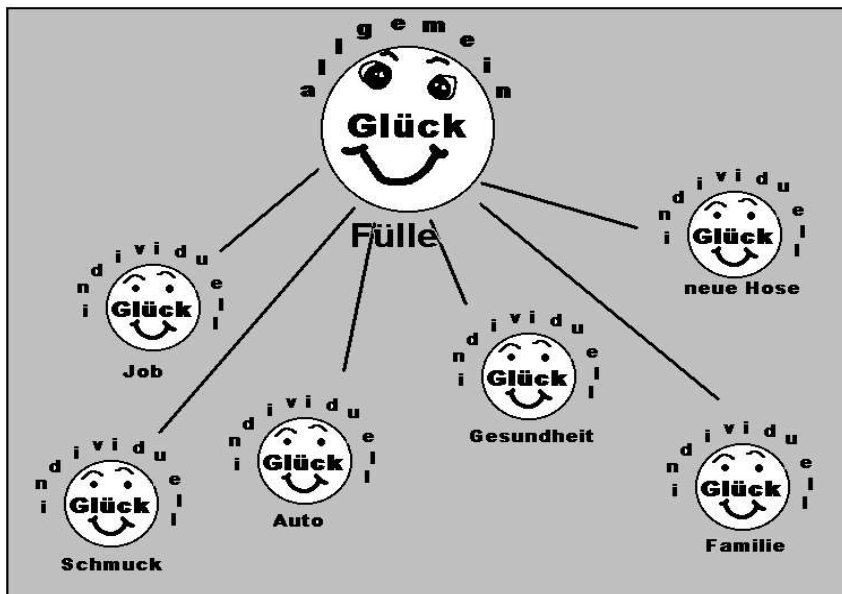 allgemein
Glück
Fülle
individuell
Glück
neue Hose
individuell
Glück
Job
individuell
Glück
Gesundheit
individuell
Glück
Auto
individuell
Glück
Schmuck
individuell
Glück
Familie